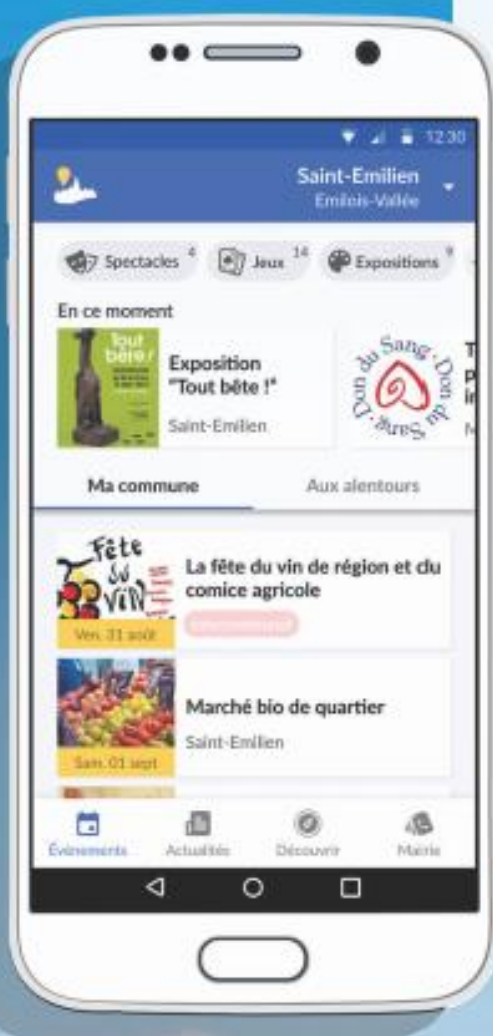 12:30
Saint-Emilien
Emilois-Vallée
Spectacles 4
Jeux 14
Expositions 9
En ce moment
Tout
bête !
Exposition
"Tout bête !"
Saint-Emilien
Don du Sang · Don du Sang ·
Ma commune
Aux alentours
Fête
du
vin
Ven. 31 août
La fête du vin de région et du
comice agricole
Sam. 01 sept
Marché bio de quartier
Saint-Emilien
Événements
Actualités
Découvrir
Mairie